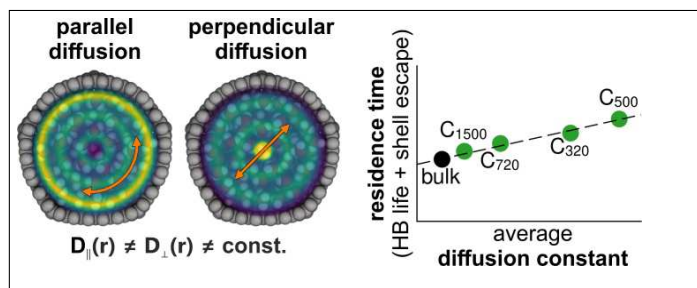 parallel diffusion
perpendicular diffusion
D∥(r) ≠ D⊥(r) ≠ const.
residence time
(HB life + shell escape)
C500
C1500
C320
C720
bulk
average
diffusion constant